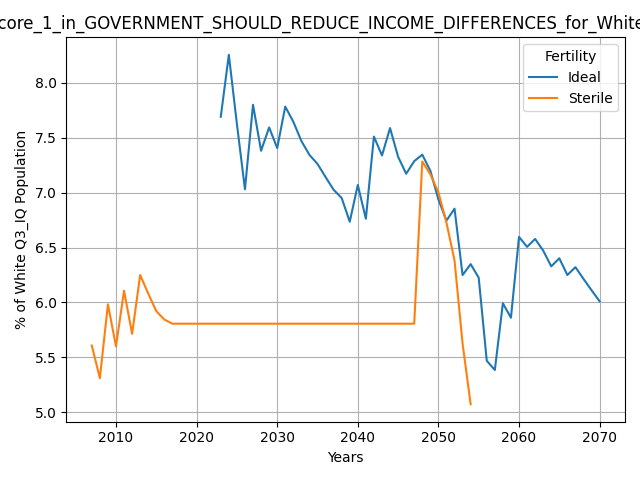 core_1_in_GOVERNMENT_SHOULD_REDUCE_INCOME_DIFFERENCES_for_White
Fertility
Ideal
Sterile
% of White Q3_IQ Population
8.0
7.5
7.0
6.5
6.0
5.5
5.0
2010 2020 2030 2040 2050 2060 2070
Years